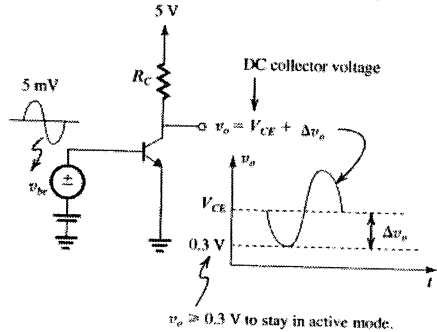 5 V
R_C
DC collector voltage
5 mV
v_o = V_CE + Δv_o
v_be
±
v_o
V_CE
Δv_o
0.3 V
t
v_o ≥ 0.3 V to stay in active mode.